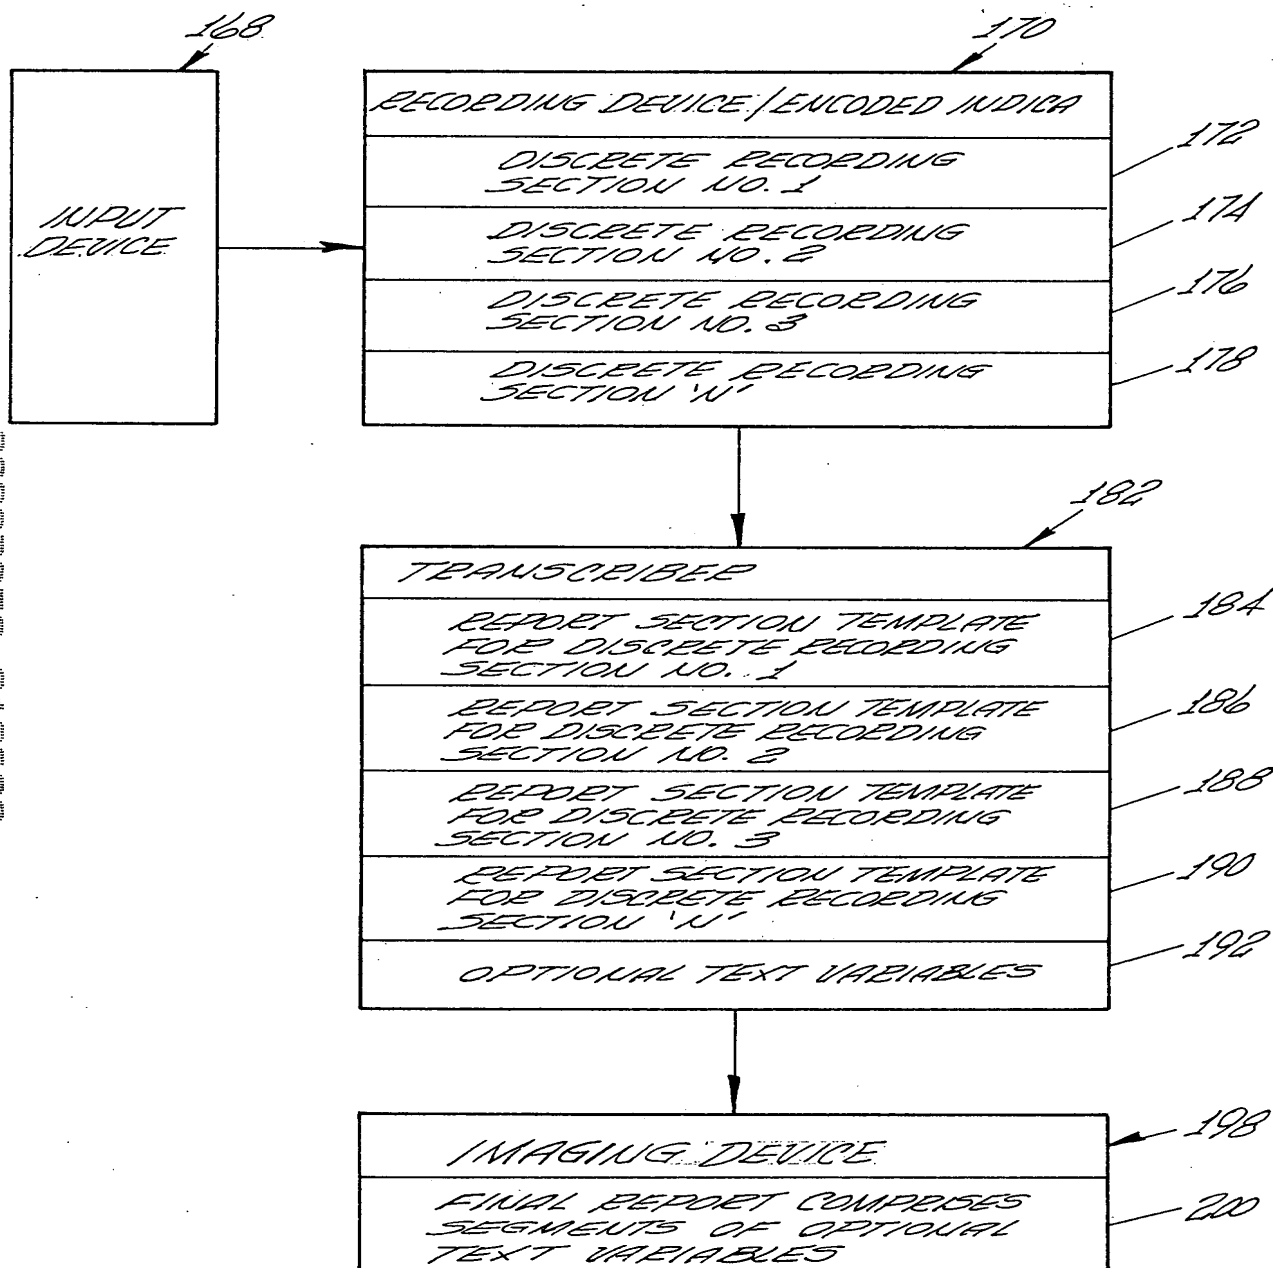 168
170
RECORDING DEVICE/ENCODED INDICA
172
DISCRETE RECORDING
SECTION NO. 1
174
INPUT
DEVICE
DISCRETE RECORDING
SECTION NO. 2
176
DISCRETE RECORDING
SECTION NO. 3
178
DISCRETE RECORDING
SECTION 'N'
182
TRANSCRIBER
184
REPORT SECTION TEMPLATE
FOR DISCRETE RECORDING
SECTION NO. 1
186
REPORT SECTION TEMPLATE
FOR DISCRETE RECORDING
SECTION NO. 2
188
REPORT SECTION TEMPLATE
FOR DISCRETE RECORDING
SECTION NO. 3
190
REPORT SECTION TEMPLATE
FOR DISCRETE RECORDING
SECTION 'N'
192
OPTIONAL TEXT VARIABLES
198
IMAGING DEVICE
200
FINAL REPORT COMPRISES
SEGMENTS OF OPTIONAL
TEXT VARIABLES